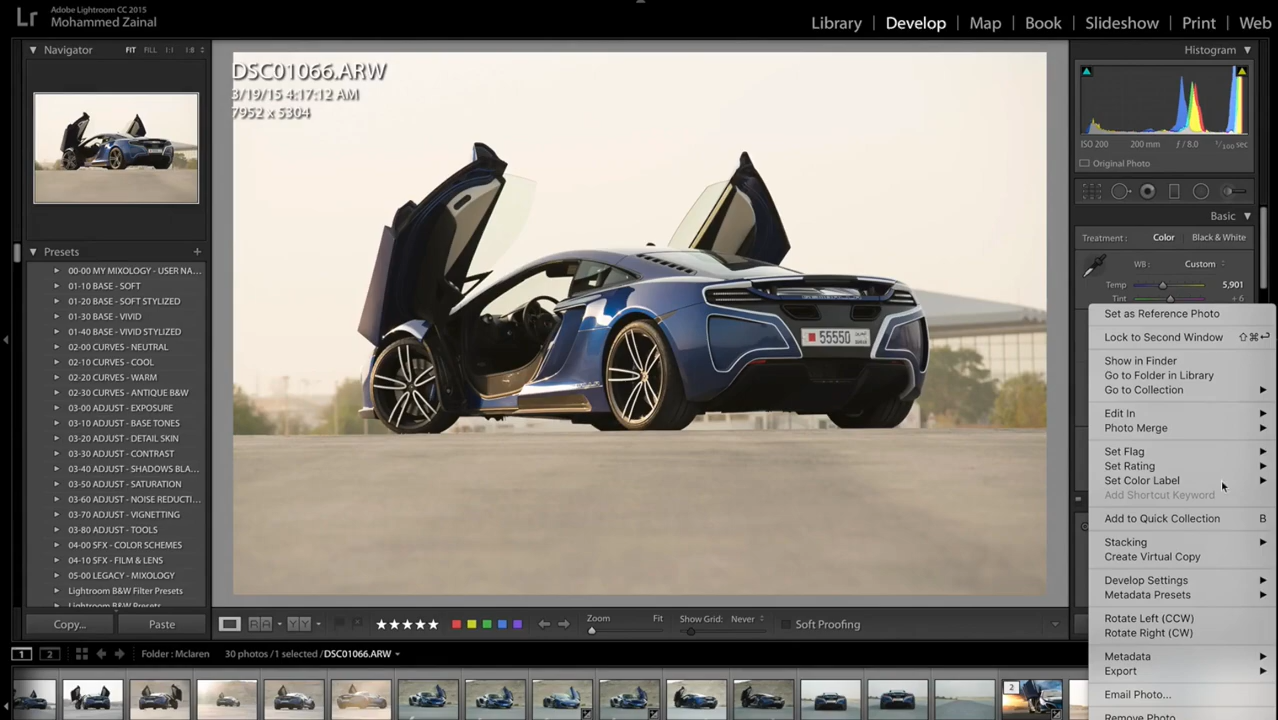 Lr
Adobe Lightroom CC 2015
Mohammed Zainal
Library | Develop | Map | Book | Slideshow | Print | Web
Navigator FIT FILL 1:1 1:8
Presets +
00-00 MY MIXOLOGY - USER NA...
01-10 BASE - SOFT
01-20 BASE - SOFT STYLIZED
01-30 BASE - VIVID
01-40 BASE - VIVID STYLIZED
02-00 CURVES - NEUTRAL
02-10 CURVES - COOL
02-20 CURVES - WARM
02-30 CURVES - ANTIQUE B&W
03-00 ADJUST - EXPOSURE
03-10 ADJUST - BASE TONES
03-20 ADJUST - DETAIL SKIN
03-30 ADJUST - CONTRAST
03-40 ADJUST - SHADOWS BLA...
03-50 ADJUST - SATURATION
03-60 ADJUST - NOISE REDUCTI...
03-70 ADJUST - VIGNETTING
03-80 ADJUST - TOOLS
04-00 SFX - COLOR SCHEMES
04-10 SFX - FILM & LENS
05-00 LEGACY - MIXOLOGY
Lightroom B&W Filter Presets
Lightroom B&W Presets
Copy... Paste
DSC01066.ARW
3/19/15 4:17:12 AM
7952 x 5304
55550
Histogram
ISO 200 200 mm ƒ / 8.0 1/100 sec
Original Photo
Basic
Treatment : Color Black & White
WB : Custom
Temp 5,901
Tint + 6
Set as Reference Photo
Lock to Second Window ⇧⌘↩
Show in Finder
Go to Folder in Library
Go to Collection
Edit In
Photo Merge
Set Flag
Set Rating
Set Color Label
Add Shortcut Keyword
Add to Quick Collection B
Stacking
Create Virtual Copy
Develop Settings
Metadata Presets
Rotate Left (CCW)
Rotate Right (CW)
Metadata
Export
Email Photo...
Remove Photo
Zoom Fit Show Grid: Never Soft Proofing
1 2 Folder : Mclaren 30 photos / 1 selected / DSC01066.ARW
2